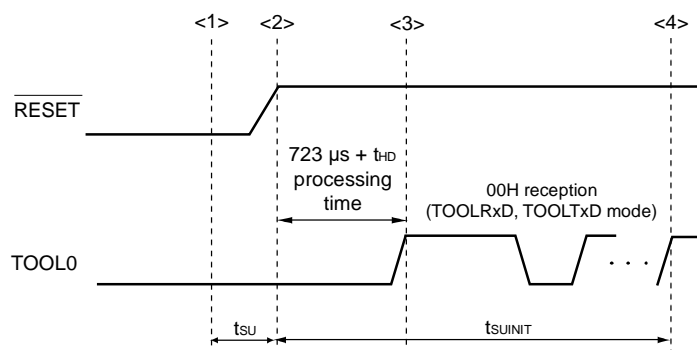 <1> <2> <3> <4>
RESET
723 µs + tHD
processing
time
00H reception
(TOOLRxD, TOOLTxD mode)
TOOL0
. . .
tSU
tSUINIT